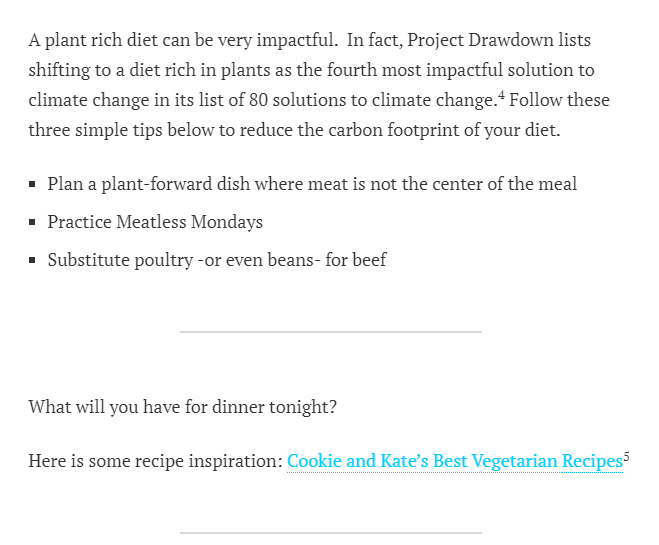 A plant rich diet can be very impactful.  In fact, Project Drawdown lists
shifting to a diet rich in plants as the fourth most impactful solution to
climate change in its list of 80 solutions to climate change.⁴ Follow these
three simple tips below to reduce the carbon footprint of your diet.
▪ Plan a plant-forward dish where meat is not the center of the meal
▪ Practice Meatless Mondays
▪ Substitute poultry -or even beans- for beef
What will you have for dinner tonight?
Here is some recipe inspiration: Cookie and Kate’s Best Vegetarian Recipes⁵